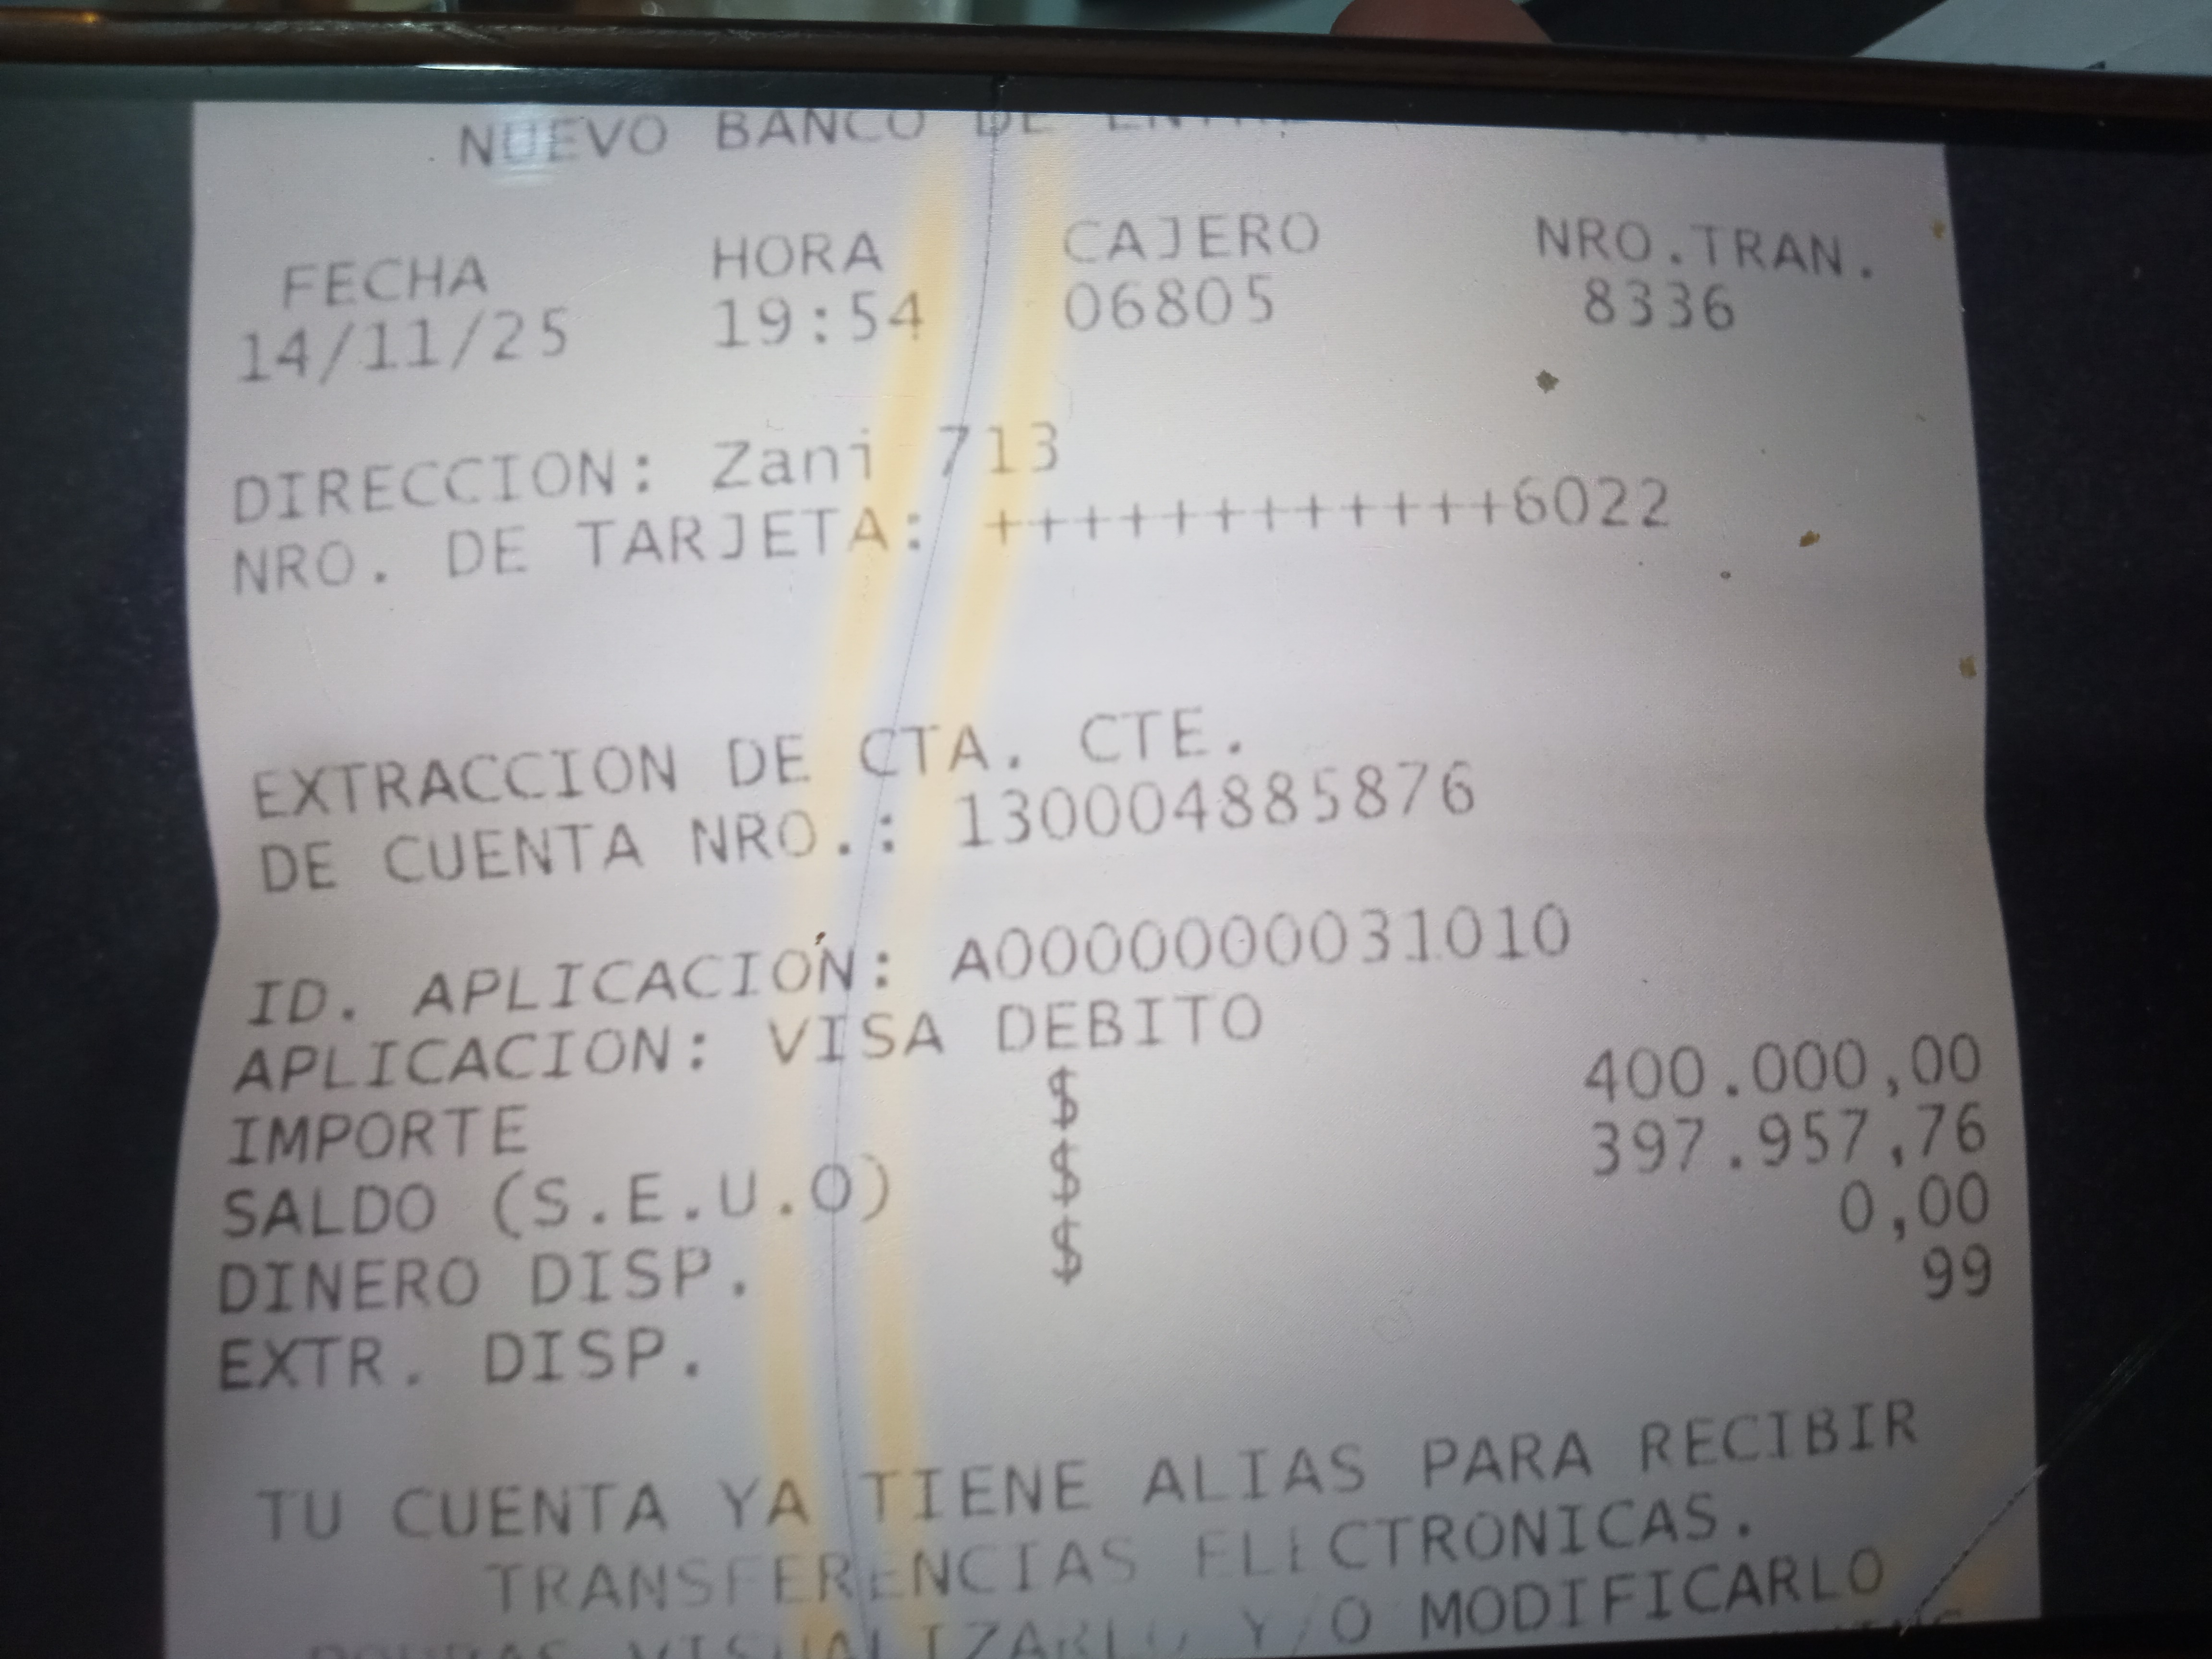 NUEVO BANCO DE
FECHA HORA CAJERO NRO.TRAN.
14/11/25 19:54 06805 8336
DIRECCION: Zani 713
NRO. DE TARJETA: ++++++++++++6022
EXTRACCION DE CTA. CTE.
DE CUENTA NRO.: 130004885876
ID. APLICACION: A0000000031010
APLICACION: VISA DEBITO
IMPORTE $ 400.000,00
SALDO (S.E.U.O) $ 397.957,76
DINERO DISP. $ 0,00
EXTR. DISP. 99
TU CUENTA YA TIENE ALIAS PARA RECIBIR
TRANSFERENCIAS ELECTRONICAS.
VISUALIZARLO Y/O MODIFICARLO